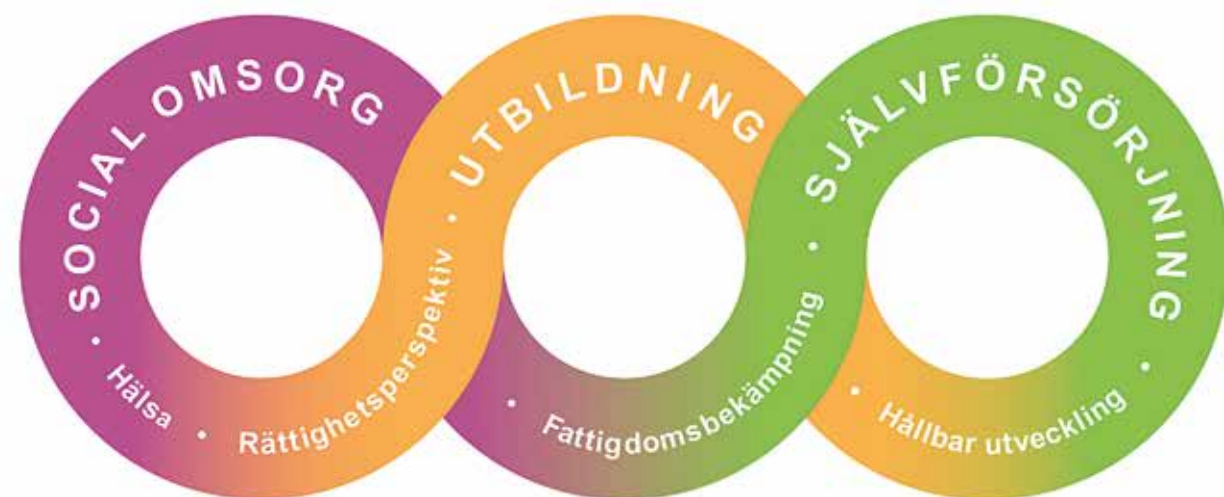 SOCIAL OMSORG
· UTBILDNING
· SJÄLVFÖRSÖRJNING
· Hälsa · Rättighetsperspektiv
· Fattigdomsbekämpning
· Hållbar utveckling ·